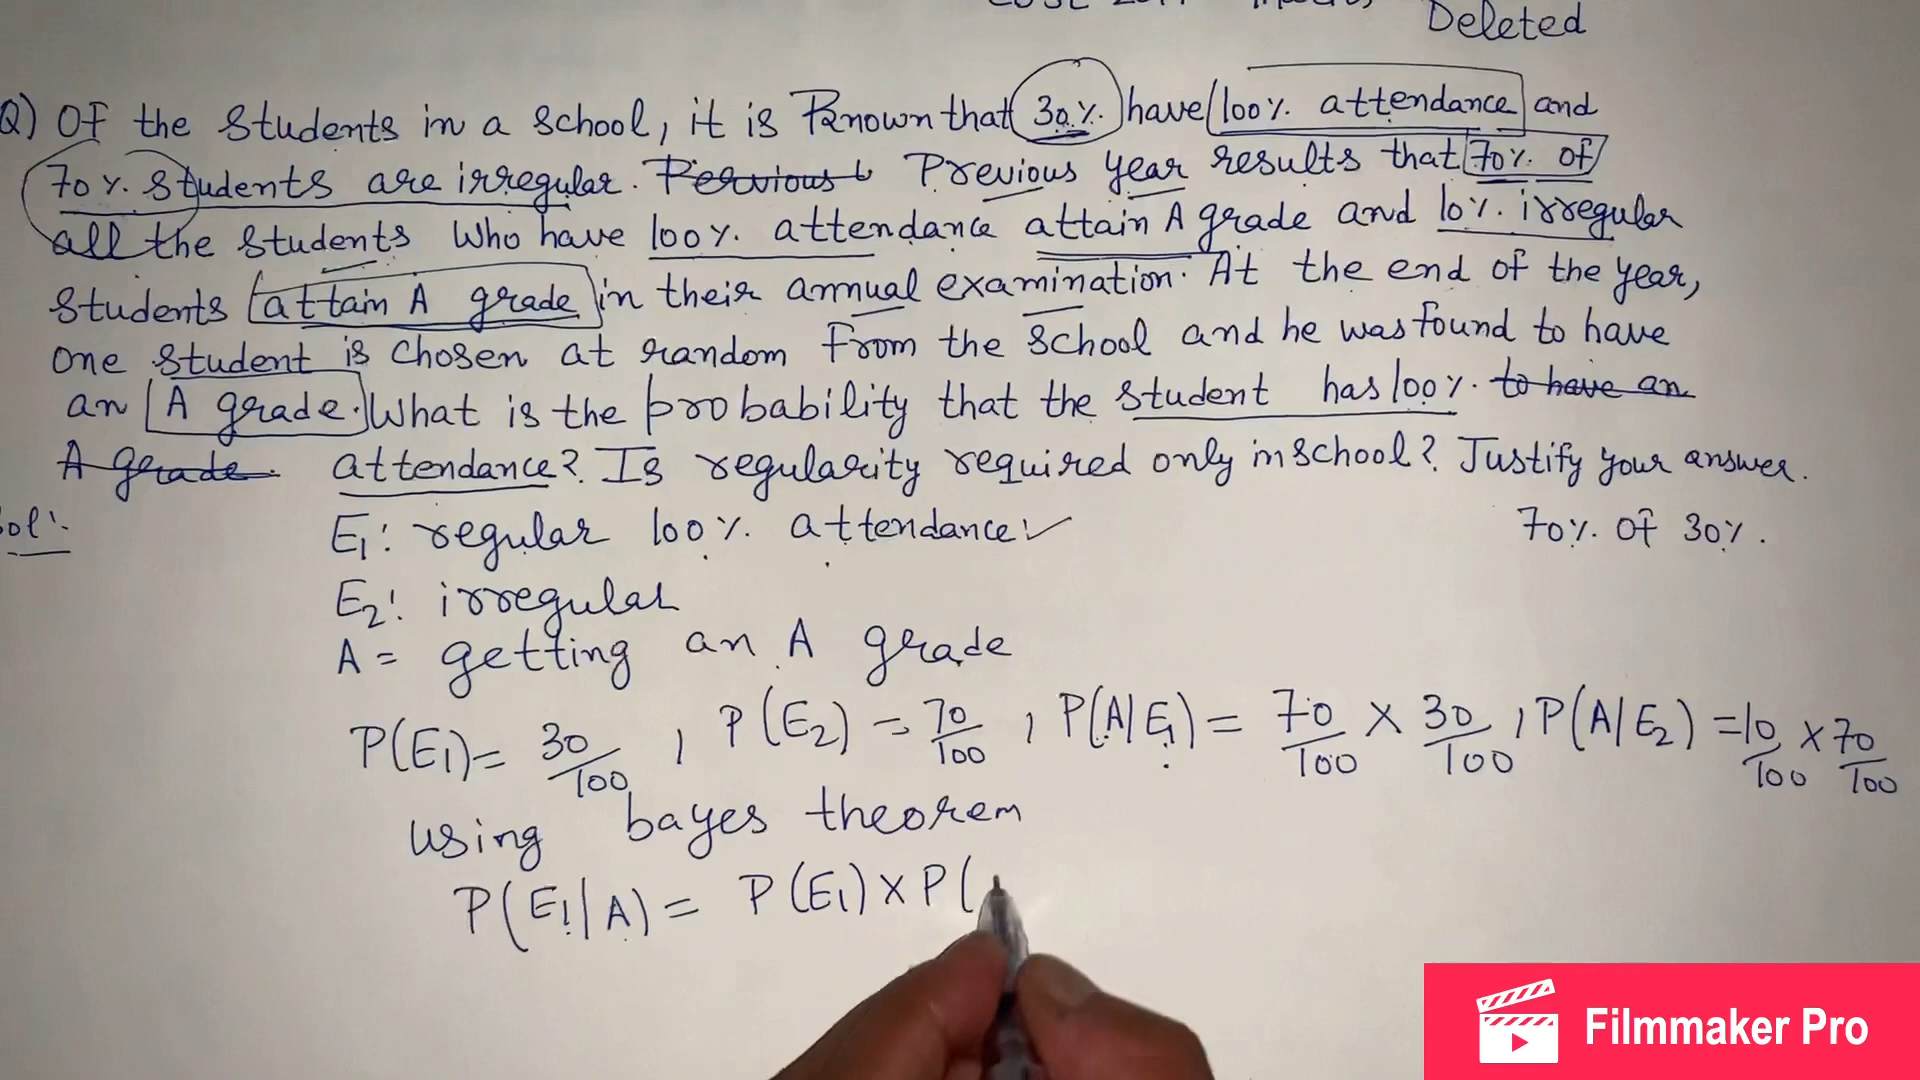 Deleted
Q) Of the students in a school, it is known that 30% have 100% attendance and
70% students are irregular. Previous year results that 70% of
all the students who have 100% attendance attain A grade and 10% irregular
students attain A grade in their annual examination. At the end of the year,
one student is chosen at random from the school and he was found to have
an A grade. What is the probability that the student has 100% to have an
A grade. attendance? Is regularity required only in school? Justify your answer.
Sol:
E1: regular 100% attendance
70% of 30%.
E2: irregular
A = getting an A grade
P(E1) = 30/100, P(E2) = 70/100, P(A|E1) = 70/100 × 30/100, P(A|E2) = 10/100 × 70/100
using bayes theorem
P(E1|A) = P(E1) × P(
Filmmaker Pro